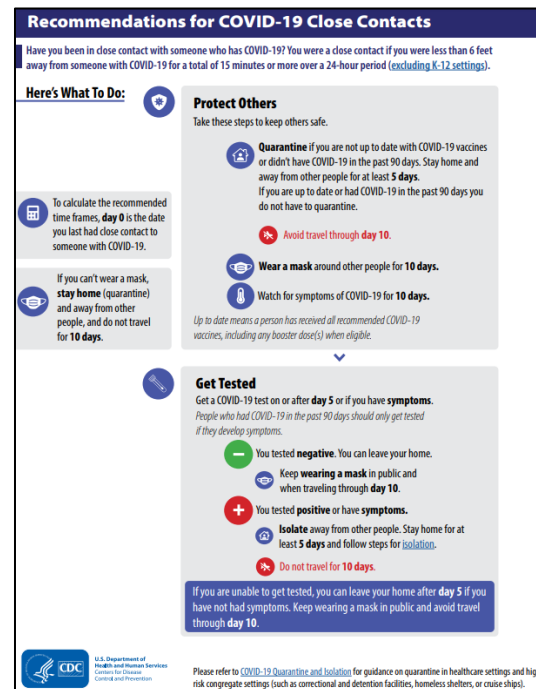 Recommendations for COVID-19 Close Contacts
Have you been in close contact with someone who has COVID-19? You were a close contact if you were less than 6 feet
away from someone with COVID-19 for a total of 15 minutes or more over a 24-hour period (excluding K-12 settings).
Here's What To Do:
To calculate the recommended
time frames, day 0 is the date
you last had close contact to
someone with COVID-19.
If you can't wear a mask,
stay home (quarantine)
and away from other
people, and do not travel
for 10 days.
Protect Others
Take these steps to keep others safe.
Quarantine if you are not up to date with COVID-19 vaccines
or didn't have COVID-19 in the past 90 days. Stay home and
away from other people for at least 5 days.
If you are up to date or had COVID-19 in the past 90 days you
do not have to quarantine.
Avoid travel through day 10.
Wear a mask around other people for 10 days.
Watch for symptoms of COVID-19 for 10 days.
Up to date means a person has received all recommended COVID-19
vaccines, including any booster dose(s) when eligible.
Get Tested
Get a COVID-19 test on or after day 5 or if you have symptoms.
People who had COVID-19 in the past 90 days should only get tested
if they develop symptoms.
You tested negative. You can leave your home.
Keep wearing a mask in public and
when traveling through day 10.
You tested positive or have symptoms.
Isolate away from other people. Stay home for at
least 5 days and follow steps for isolation.
Do not travel for 10 days.
If you are unable to get tested, you can leave your home after day 5 if you
have not had symptoms. Keep wearing a mask in public and avoid travel
through day 10.
CDC
U.S. Department of
Health and Human Services
Centers for Disease
Control and Prevention
Please refer to COVID-19 Quarantine and Isolation for guidance on quarantine in healthcare settings and hig
risk congregate settings (such as correctional and detention facilities, homeless shelters, or cruise ships).